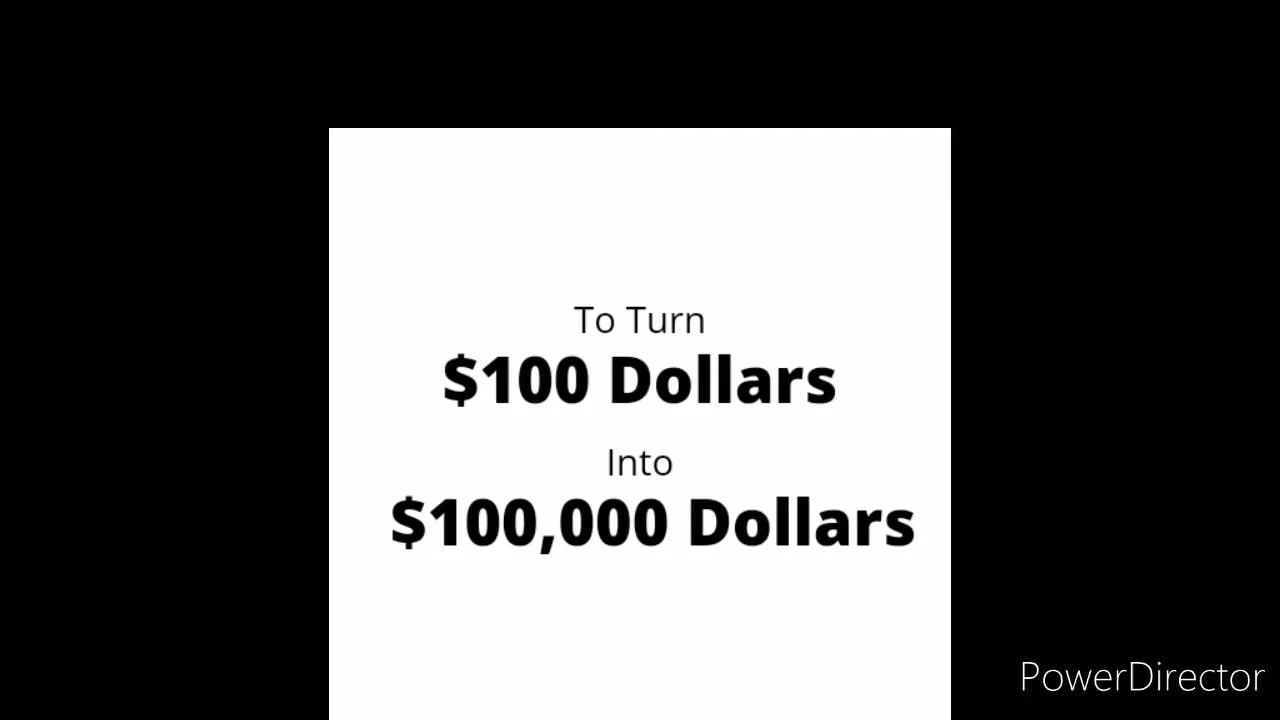 To Turn
$100 Dollars
Into
$100,000 Dollars
PowerDirector